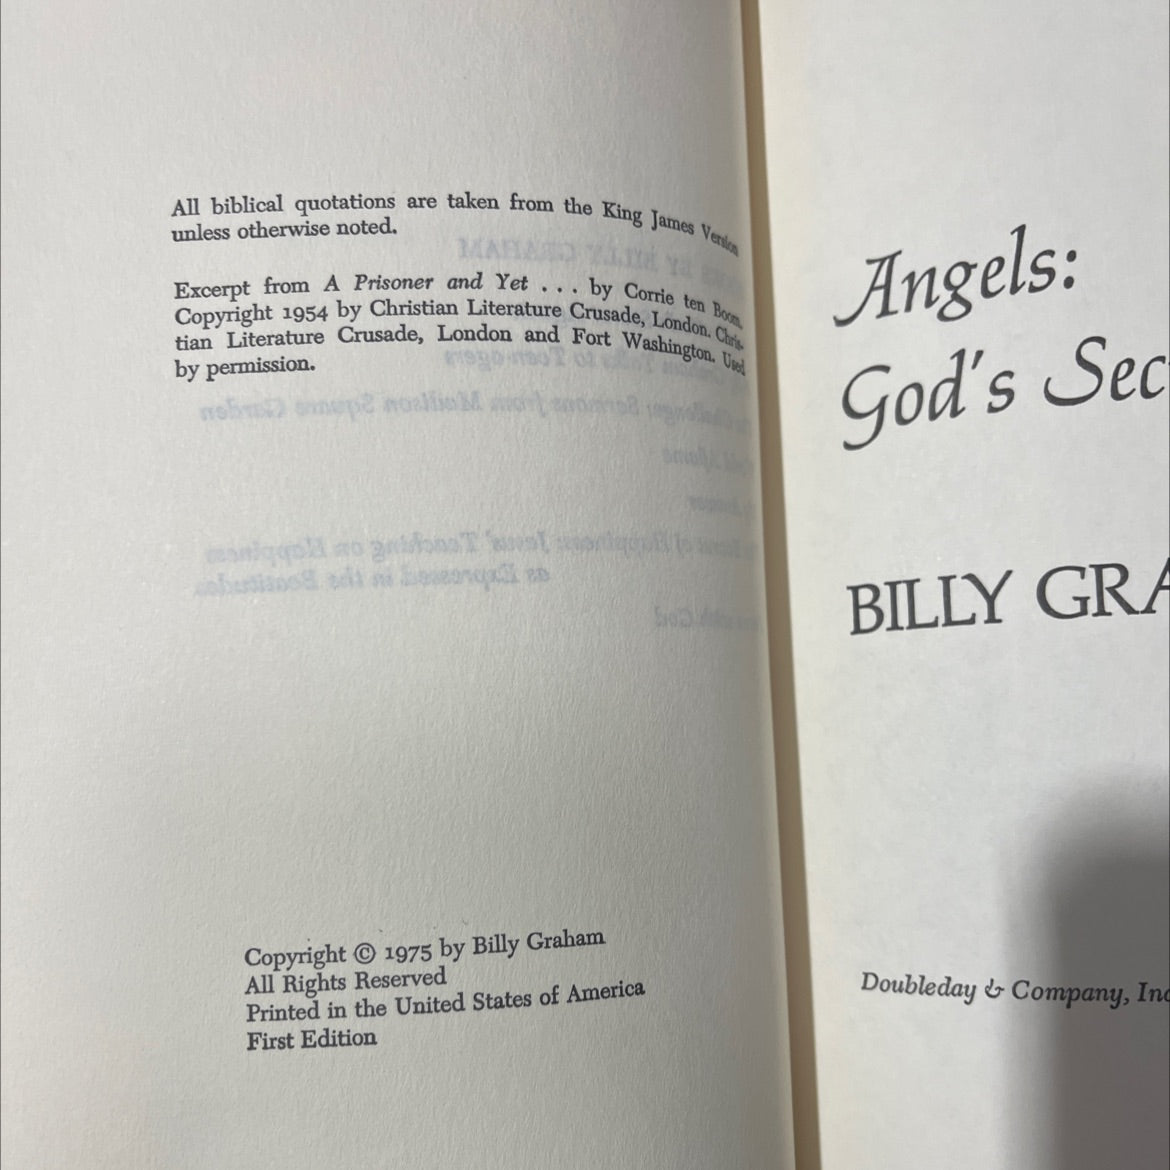 All biblical quotations are taken from the King James Version
unless otherwise noted.
Excerpt from A Prisoner and Yet . . . by Corrie ten Boom,
Copyright 1954 by Christian Literature Crusade, London. Chris-
tian Literature Crusade, London and Fort Washington. Used
by permission.
Copyright © 1975 by Billy Graham
All Rights Reserved
Printed in the United States of America
First Edition
Angels:
God's Sec
BILLY GRA
Doubleday & Company, Inc